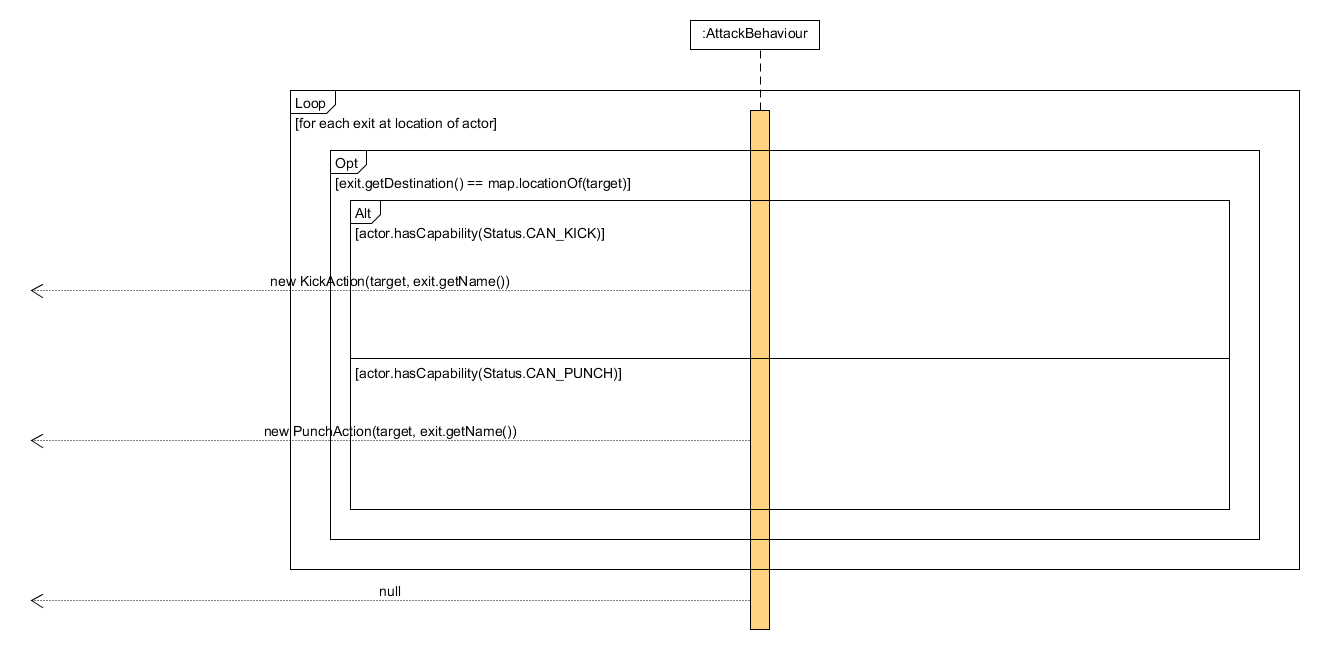 :AttackBehaviour
Loop
[for each exit at location of actor]
Opt
[exit.getDestination() == map.locationOf(target)]
Alt
[actor.hasCapability(Status.CAN_KICK)]
new KickAction(target, exit.getName())
[actor.hasCapability(Status.CAN_PUNCH)]
new PunchAction(target, exit.getName())
null